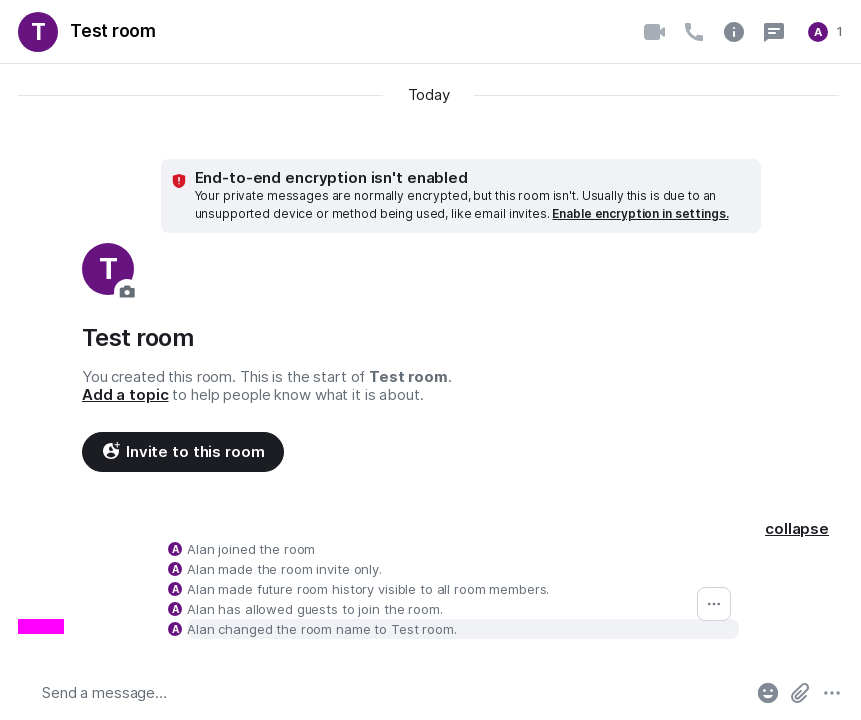 T Test room A 1
Today
End-to-end encryption isn't enabled
Your private messages are normally encrypted, but this room isn't. Usually this is due to an
unsupported device or method being used, like email invites. Enable encryption in settings.
T
Test room
You created this room. This is the start of Test room.
Add a topic to help people know what it is about.
Invite to this room
collapse
A Alan joined the room
A Alan made the room invite only.
A Alan made future room history visible to all room members.
A Alan has allowed guests to join the room.
A Alan changed the room name to Test room.
Send a message…